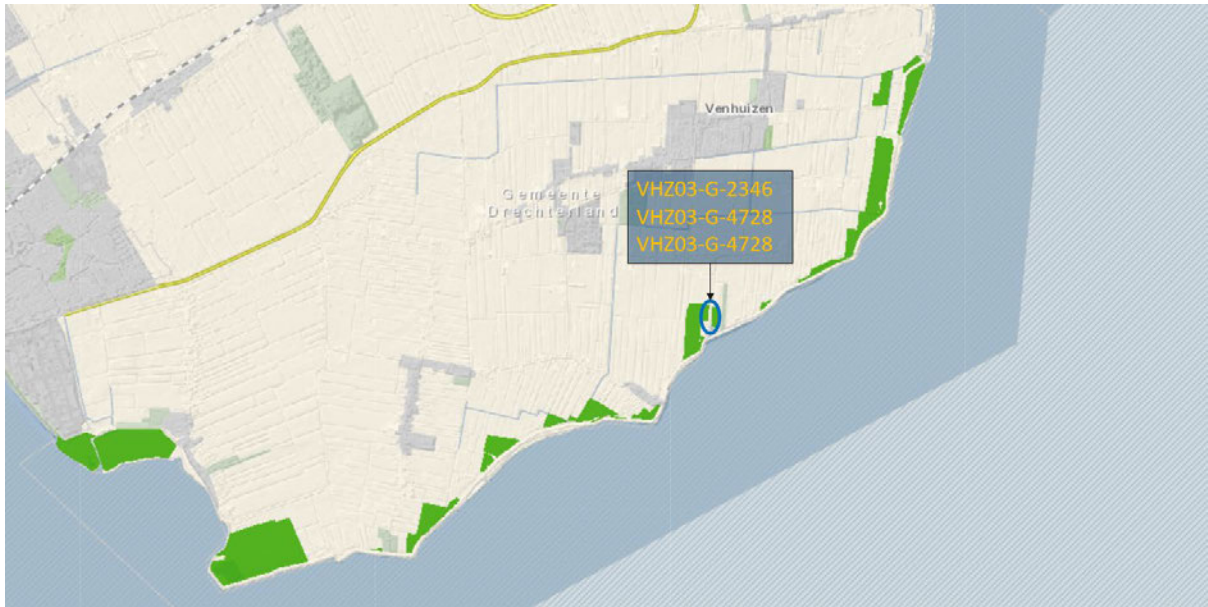 Venhuizen
Gemeente
Drechterland
VHZ03-G-2346
VHZ03-G-4728
VHZ03-G-4728